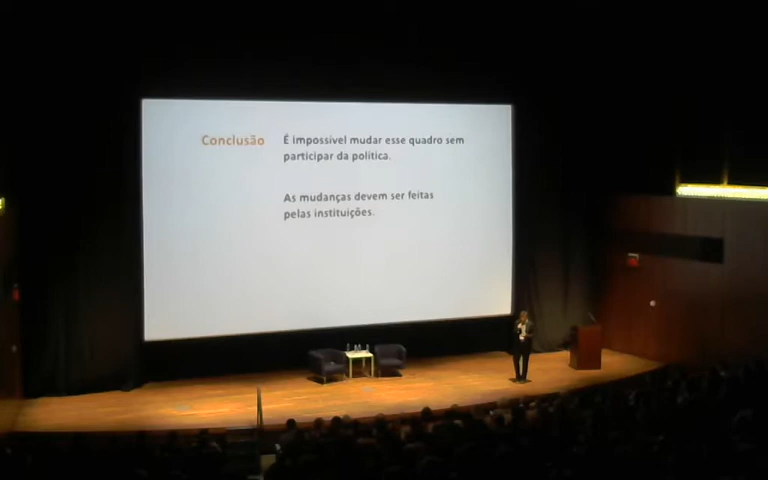 Conclusão
É impossível mudar esse quadro sem
participar da política.
As mudanças devem ser feitas
pelas instituições.